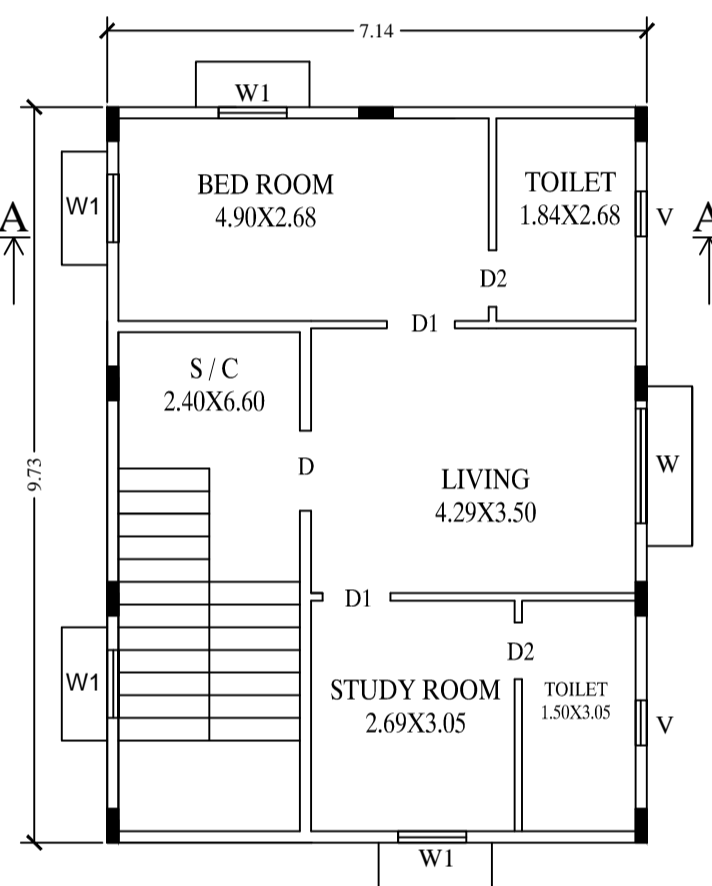 7.14
W1
BED ROOM
4.90X2.68
TOILET
1.84X2.68
W1
V
A
A
D2
D1
S / C
2.40X6.60
9.73
D
LIVING
4.29X3.50
W
D1
D2
W1
STUDY ROOM
2.69X3.05
TOILET
1.50X3.05
V
W1